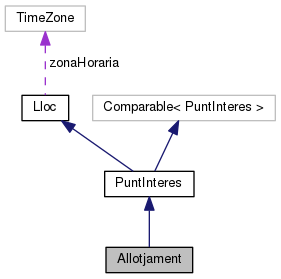 TimeZone
zonaHoraria
Lloc
Comparable< PuntInteres >
PuntInteres
Allotjament